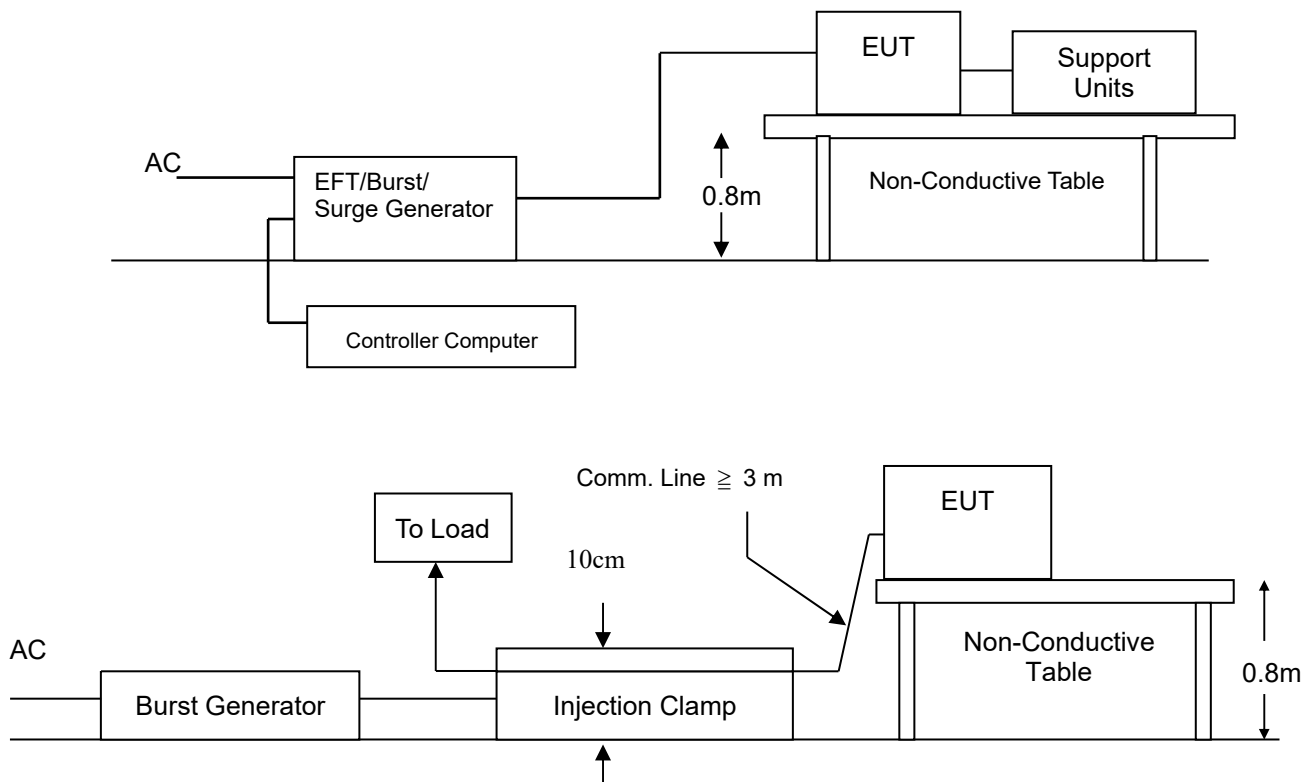 EUT
Support
Units
AC
EFT/Burst/
Surge Generator
0.8m
Non-Conductive Table
Controller Computer
Comm. Line ≧ 3 m
EUT
To Load
10cm
AC
Non-Conductive
Table
0.8m
Burst Generator
Injection Clamp